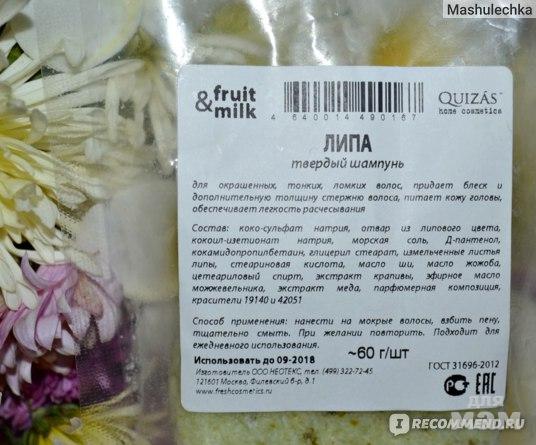 Mashulechka
fruit
& milk
4 640014 490167
QUIZÁS
home cosmetics
ЛИПА
твердый шампунь
для окрашенных, тонких, ломких волос, придает блеск и
дополнительную толщину стержню волоса, питает кожу головы,
обеспечивает легкость расчесывания
Состав: коко-сульфат натрия, отвар из липового цвета,
кокоил-изетионат натрия, морская соль, Д-пантенол,
кокамидопропилбетаин, глицерил стеарат, измельченные листья
липы, стеариновая кислота, масло ши, масло жожоба,
цетеариловый спирт, экстракт крапивы, эфирное масло
можжевельника, экстракт меда, парфюмерная композиция,
красители 19140 и 42051
Способ применения: нанести на мокрые волосы, взбить пену,
тщательно смыть. При желании повторить. Подходит для
ежедневного использования.
Использовать до 09-2018
~60 г/шт
Изготовитель ООО НЕОТЕКС, тел. (499) 322-72-45
121601 Москва, Филевский б-р, д.1
www.freshcosmetics.ru
ГОСТ 31696-2012
EAC
для
мам
I RECOMMEND.RU